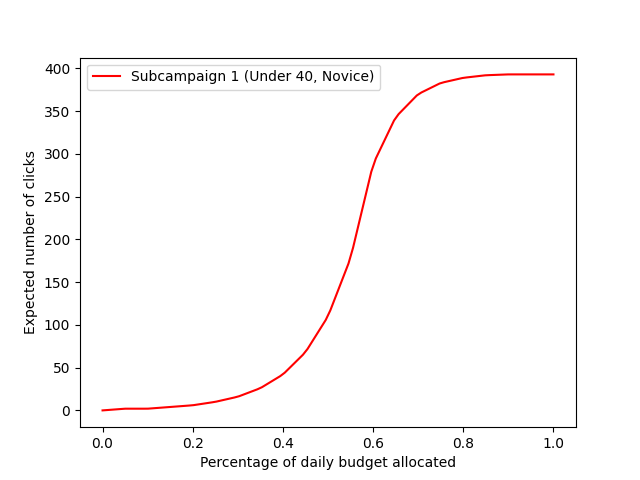 Subcampaign 1 (Under 40, Novice)
400
350
300
250
200
150
100
50
0
Expected number of clicks
0.0 0.2 0.4 0.6 0.8 1.0
Percentage of daily budget allocated